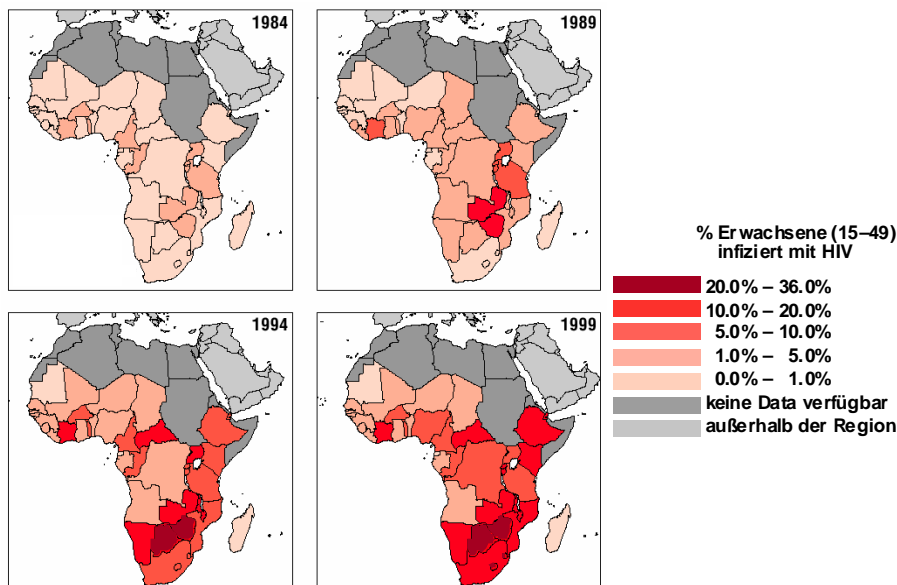 1984
1989
1994
1999
% Erwachsene (15–49)
infiziert mit HIV
20.0% – 36.0%
10.0% – 20.0%
5.0% – 10.0%
1.0% – 5.0%
0.0% – 1.0%
keine Data verfügbar
außerhalb der Region